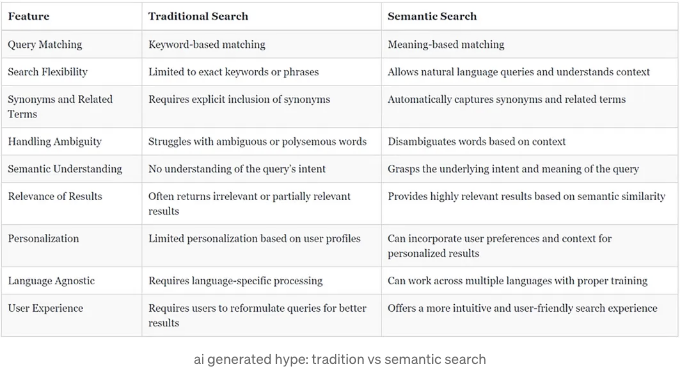 Feature Traditional Search Semantic Search
Query Matching Keyword-based matching Meaning-based matching
Search Flexibility Limited to exact keywords or phrases Allows natural language queries and understands context
Synonyms and Related Requires explicit inclusion of synonyms Automatically captures synonyms and related terms
Terms
Handling Ambiguity Struggles with ambiguous or polysemous words Disambiguates words based on context
Semantic Understanding No understanding of the query's intent Grasps the underlying intent and meaning of the query
Relevance of Results Often returns irrelevant or partially relevant Provides highly relevant results based on semantic similarity
results
Personalization Limited personalization based on user profiles Can incorporate user preferences and context for
personalized results
Language Agnostic Requires language-specific processing Can work across multiple languages with proper training
User Experience Requires users to reformulate queries for better Offers a more intuitive and user-friendly search experience
results
ai generated hype: tradition vs semantic search